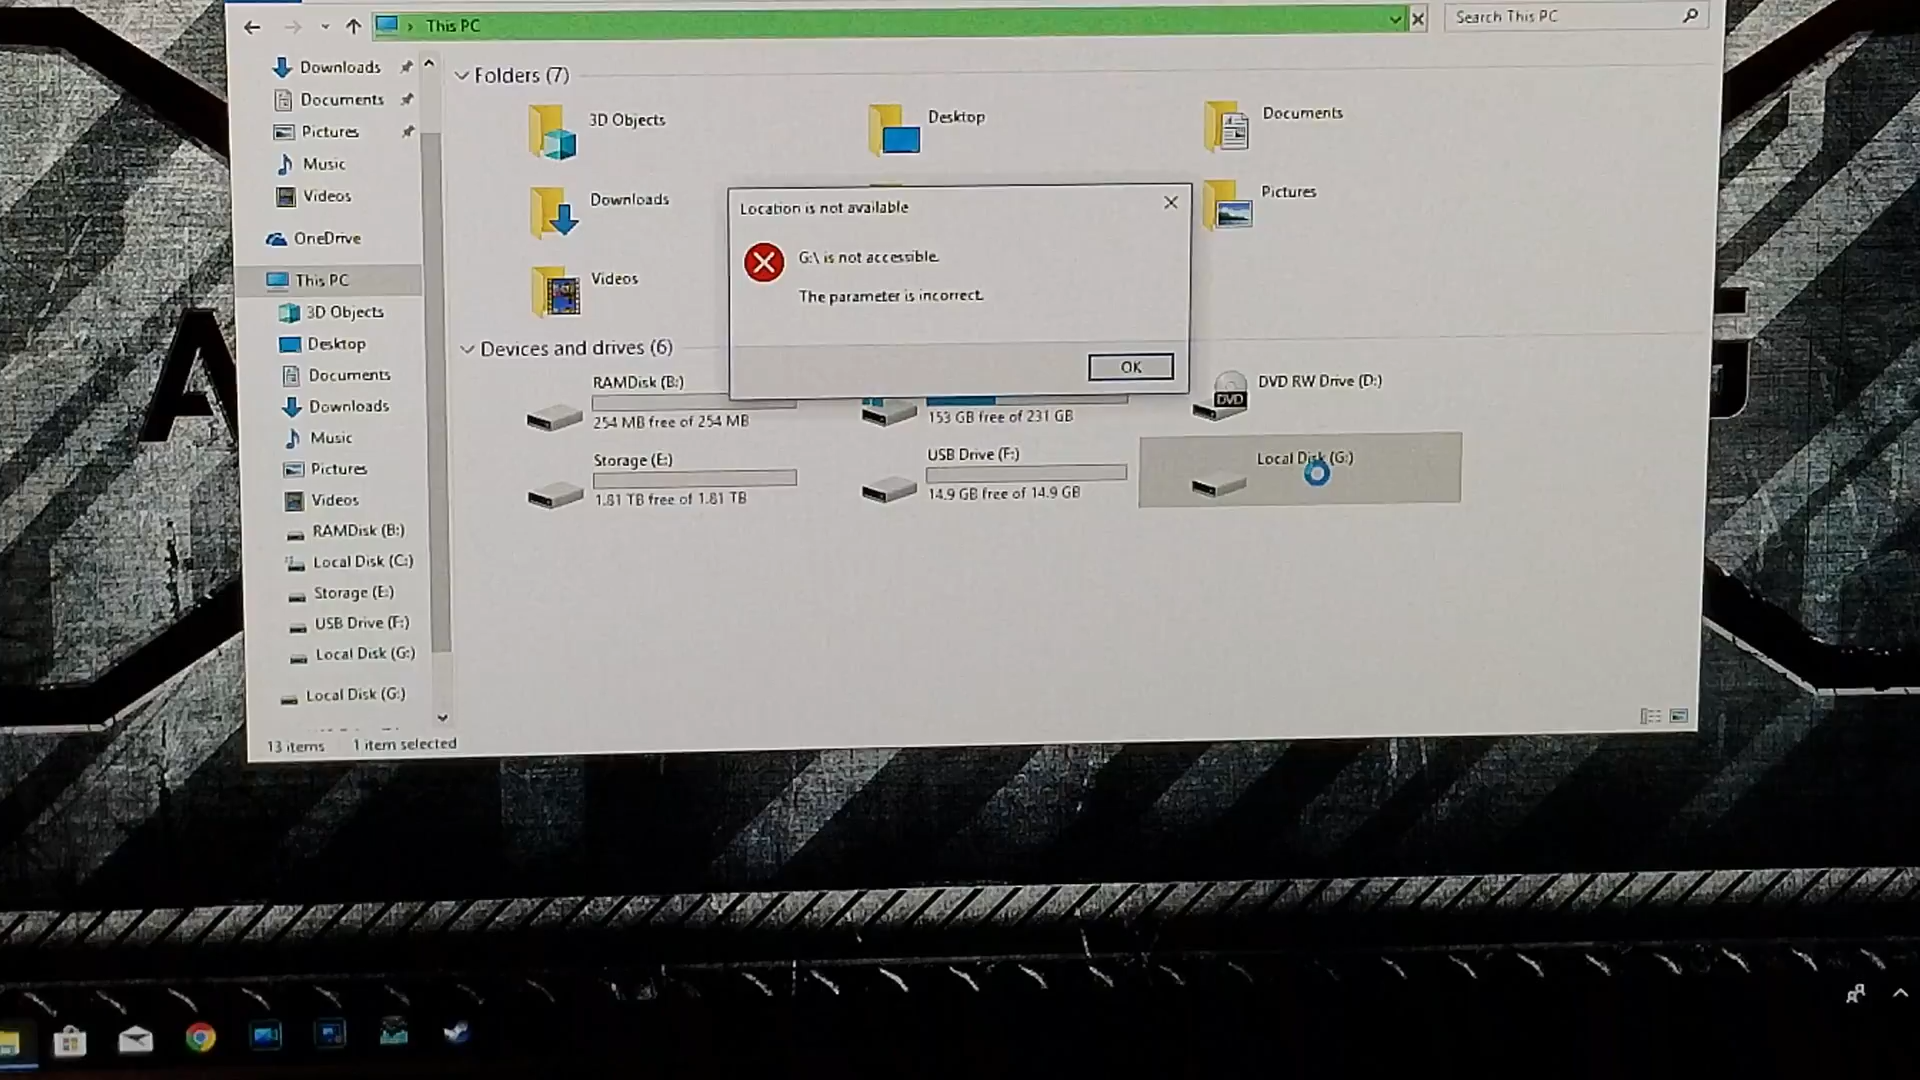 This PC
Search This PC
Downloads
Documents
Pictures
Music
Videos
OneDrive
This PC
3D Objects
Desktop
Documents
Downloads
Music
Pictures
Videos
RAMDisk (B:)
Local Disk (C:)
Storage (E:)
USB Drive (F:)
Local Disk (G:)
Local Disk (G:)
13 items
1 item selected
Folders (7)
3D Objects
Desktop
Documents
Downloads
Pictures
Videos
Location is not available
G:\ is not accessible.
The parameter is incorrect.
OK
Devices and drives (6)
RAMDisk (B:)
254 MB free of 254 MB
153 GB free of 231 GB
DVD RW Drive (D:)
DVD
Storage (E:)
1.81 TB free of 1.81 TB
USB Drive (F:)
14.9 GB free of 14.9 GB
Local Disk (G:)